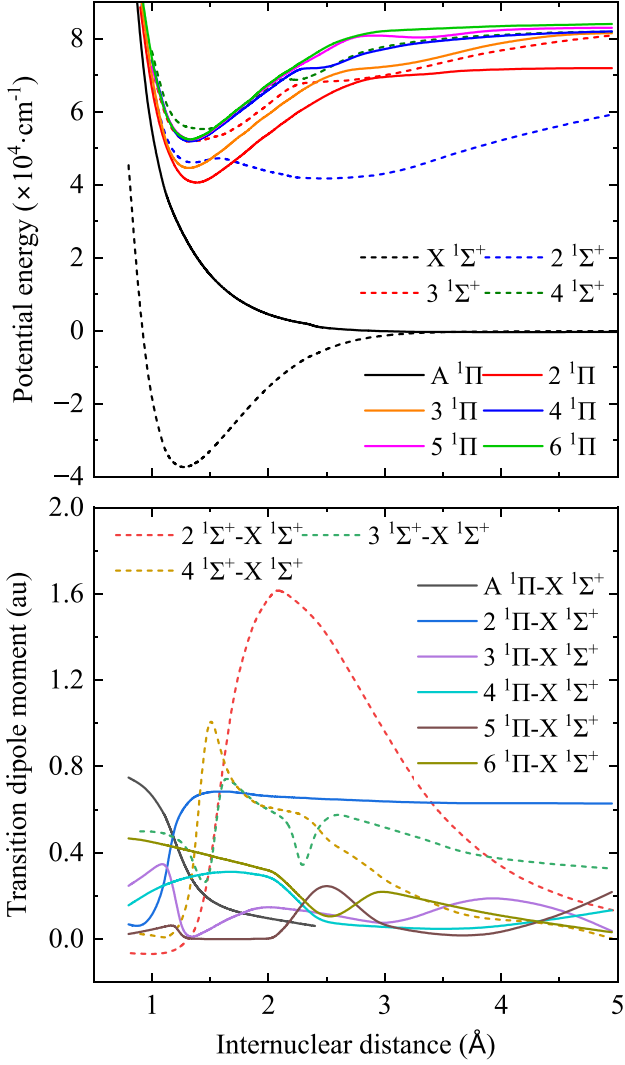 8
6
4
2
0
−2
−4
Potential energy (×10⁴·cm⁻¹)
X ¹Σ⁺ 2 ¹Σ⁺
3 ¹Σ⁺ 4 ¹Σ⁺
A ¹Π 2 ¹Π
3 ¹Π 4 ¹Π
5 ¹Π 6 ¹Π
2.0
1.6
1.2
0.8
0.4
0.0
Transition dipole moment (au)
2 ¹Σ⁺-X ¹Σ⁺ 3 ¹Σ⁺-X ¹Σ⁺
4 ¹Σ⁺-X ¹Σ⁺
A ¹Π-X ¹Σ⁺
2 ¹Π-X ¹Σ⁺
3 ¹Π-X ¹Σ⁺
4 ¹Π-X ¹Σ⁺
5 ¹Π-X ¹Σ⁺
6 ¹Π-X ¹Σ⁺
1 2 3 4 5
Internuclear distance (Å)